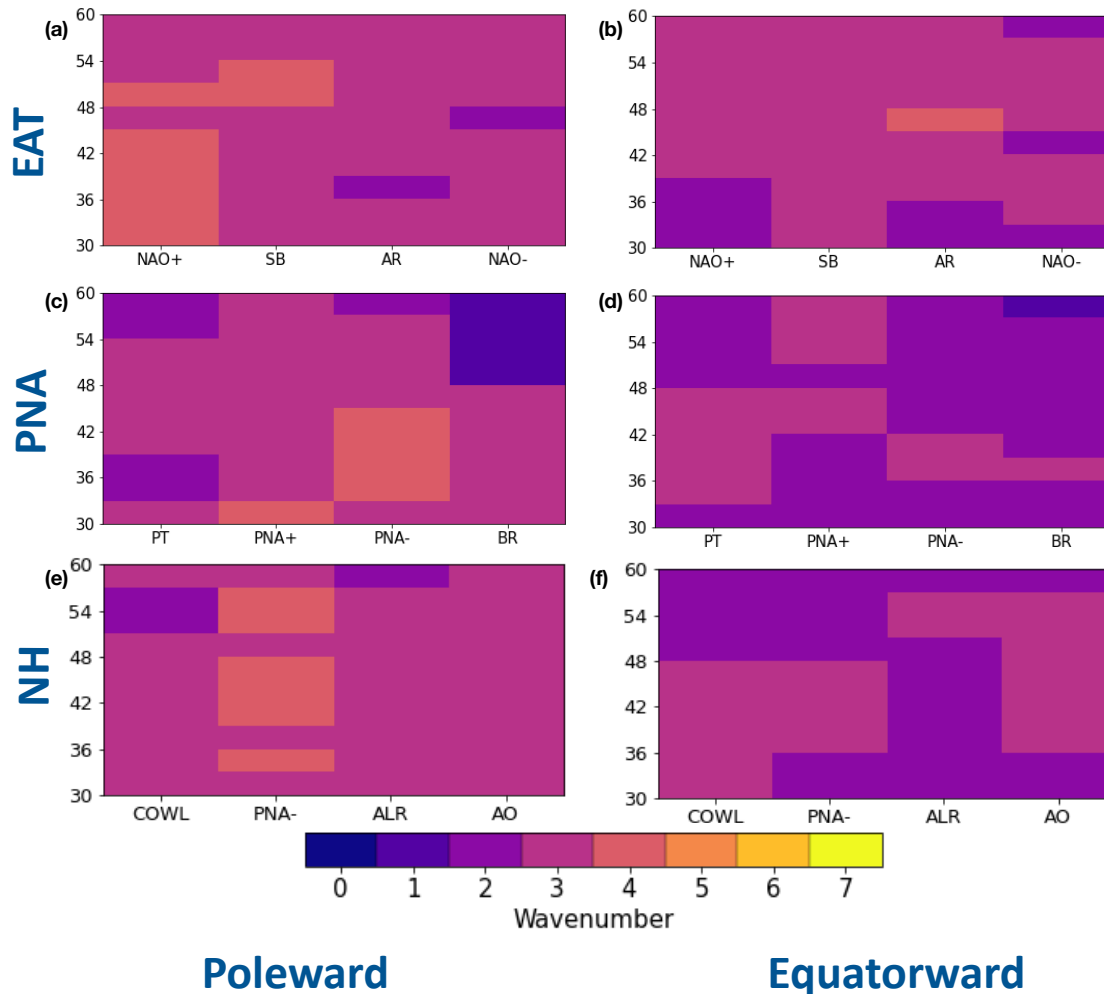 (a)
(b)
EAT
60
54
48
42
36
30
NAO+ SB AR NAO-
60
54
48
42
36
30
NAO+ SB AR NAO-
(c)
(d)
PNA
60
54
48
42
36
30
PT PNA+ PNA- BR
60
54
48
42
36
30
PT PNA+ PNA- BR
(e)
(f)
NH
60
54
48
42
36
30
COWL PNA- ALR AO
60
54
48
42
36
30
COWL PNA- ALR AO
0 1 2 3 4 5 6 7
Wavenumber
Poleward Equatorward